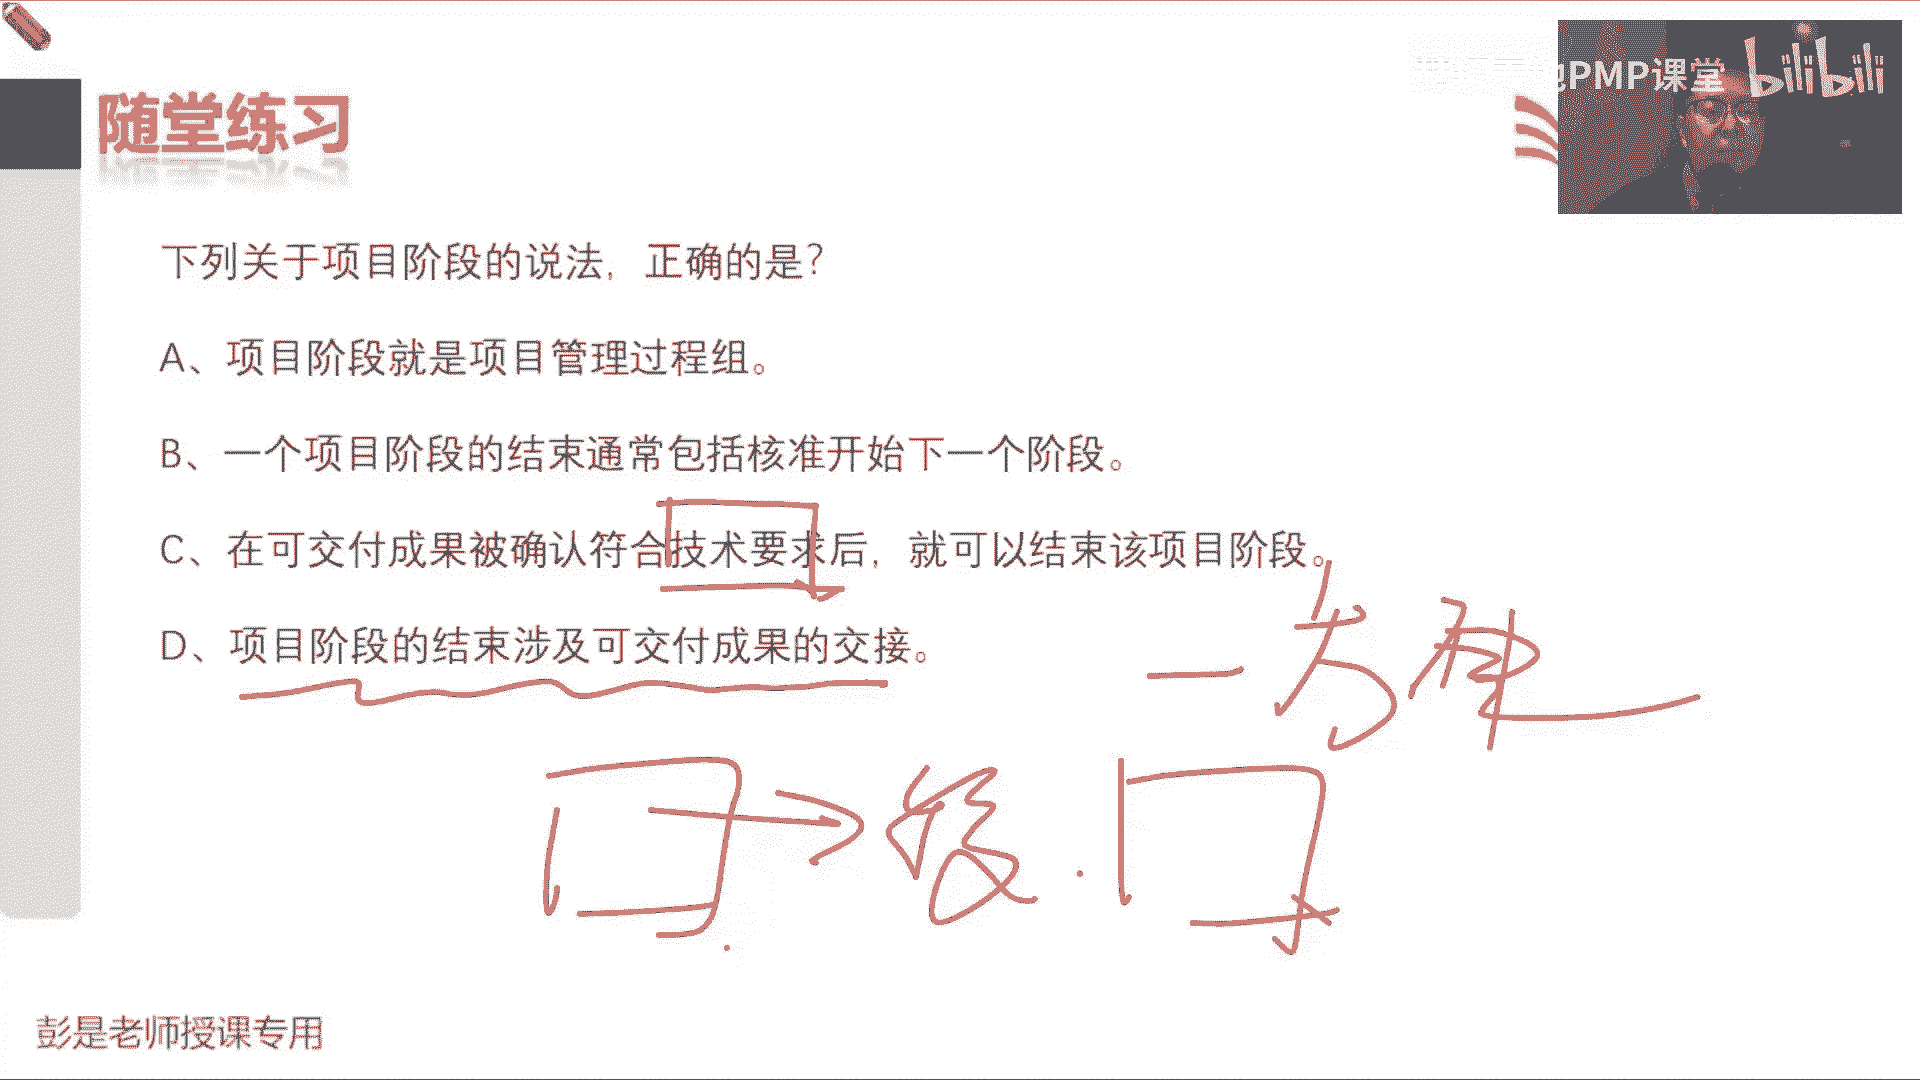 PMP课堂 bilibili
随堂练习
下列关于项目阶段的说法，正确的是？
A、项目阶段就是项目管理过程组。
B、一个项目阶段的结束通常包括核准开始下一个阶段。
C、在可交付成果被确认符合技术要求后，就可以结束该项目阶段。
D、项目阶段的结束涉及可交付成果的交接。
彭是老师授课专用